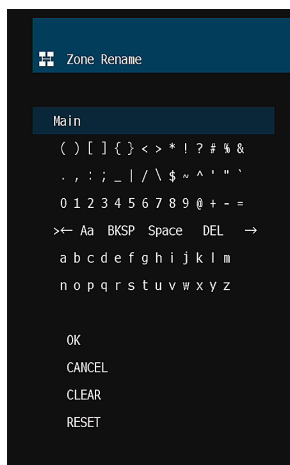 Zone Rename
Main
( ) [ ] { } < > * ! ? # % &
. , : ; _ | / \ $ ~ ^ ' " `
0 1 2 3 4 5 6 7 8 9 @ + - =
>← Aa BKSP Space DEL →
a b c d e f g h i j k l m
n o p q r s t u v w x y z
OK
CANCEL
CLEAR
RESET